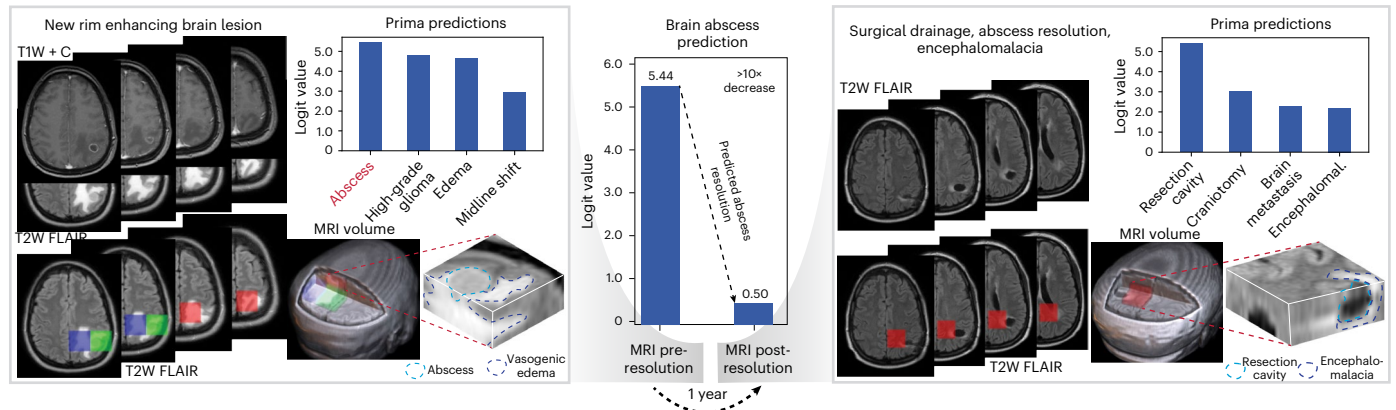 New rim enhancing brain lesion
T1W + C
T2W FLAIR
T2W FLAIR
Prima predictions
Logit value
5.0
4.0
3.0
2.0
1.0
0
Abscess
High-grade
glioma
Edema
Midline shift
MRI volume
Abscess
Vasogenic
edema
Brain abscess
prediction
Logit value
6.0
5.0
4.0
3.0
2.0
1.0
0
5.44
>10×
decrease
Predicted abscess
resolution
0.50
MRI pre-
resolution
MRI post-
resolution
1 year
Surgical drainage, abscess resolution,
encephalomalacia
T2W FLAIR
T2W FLAIR
Prima predictions
Logit value
5.0
4.0
3.0
2.0
1.0
0
Resection
cavity
Craniotomy
Brain
metastasis
Encephalomal.
MRI volume
Resection
cavity
Encephalo-
malacia